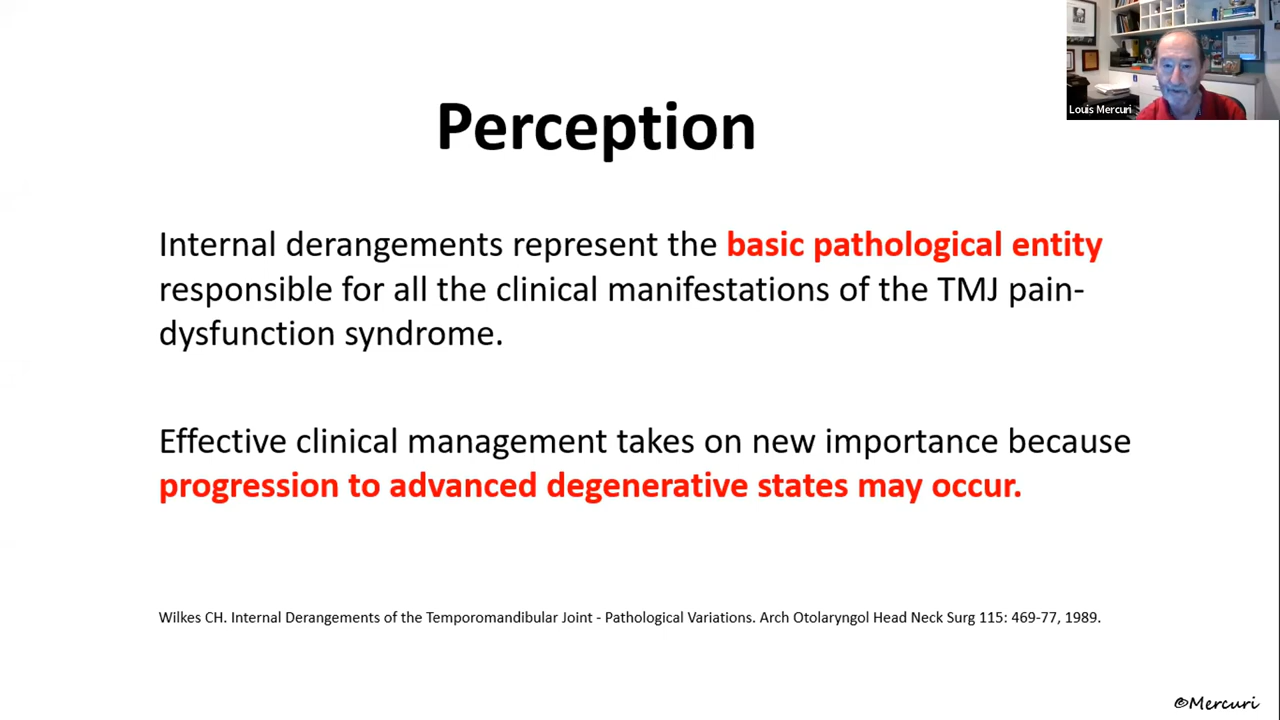 Louis Mercuri
Perception
Internal derangements represent the basic pathological entity
responsible for all the clinical manifestations of the TMJ pain-
dysfunction syndrome.
Effective clinical management takes on new importance because
progression to advanced degenerative states may occur.
Wilkes CH. Internal Derangements of the Temporomandibular Joint - Pathological Variations. Arch Otolaryngol Head Neck Surg 115: 469-77, 1989.
©Mercuri